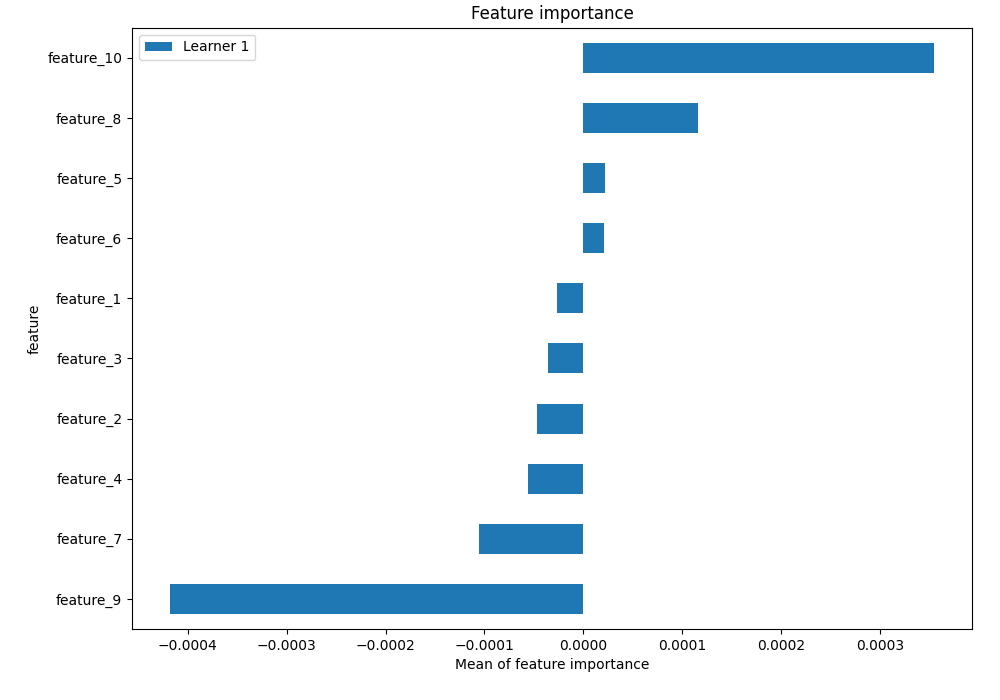 Feature importance
Learner 1
feature_10
feature_8
feature_5
feature_6
feature_1
feature_3
feature_2
feature_4
feature_7
feature_9
feature
−0.0004 −0.0003 −0.0002 −0.0001 0.0000 0.0001 0.0002 0.0003
Mean of feature importance